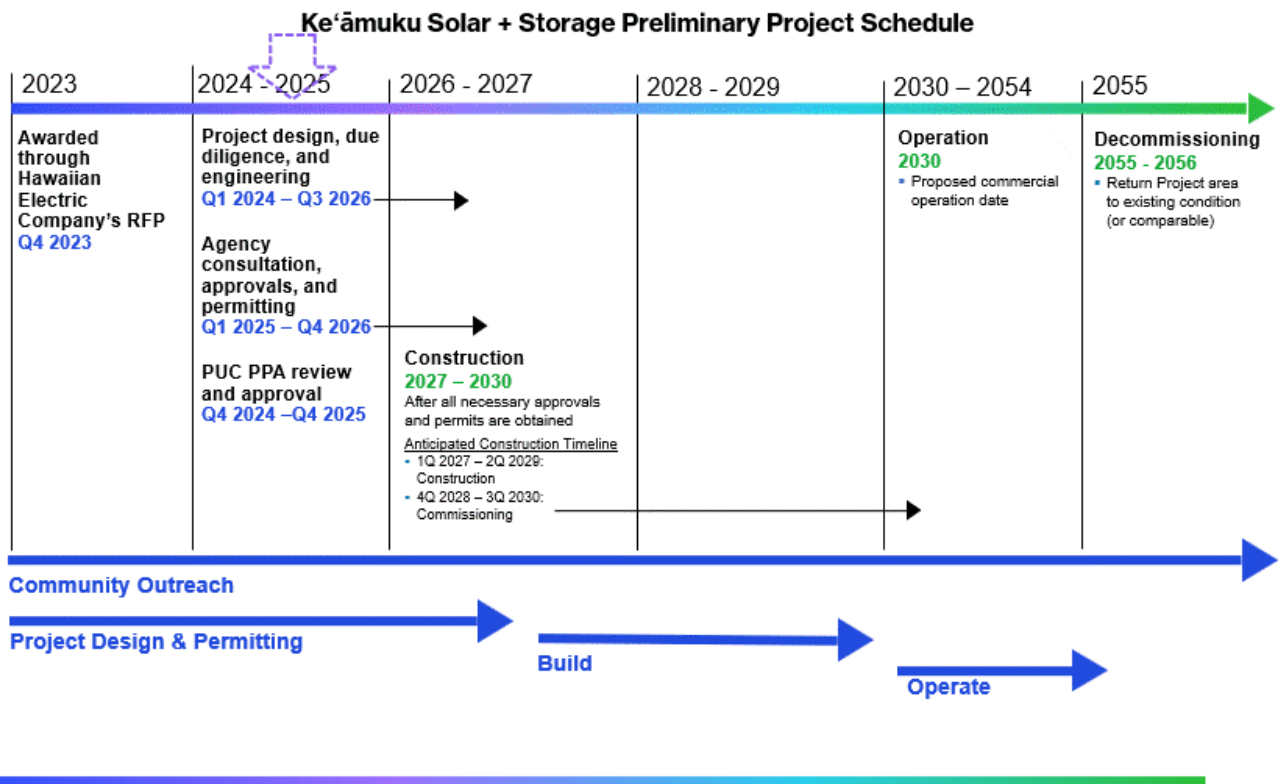 Keʻāmuku Solar + Storage Preliminary Project Schedule
2023
2024 - 2025
2026 - 2027
2028 - 2029
2030 – 2054
2055
Awarded
through
Hawaiian
Electric
Company’s RFP
Q4 2023
Project design, due
diligence, and
engineering
Q1 2024 – Q3 2026
Agency
consultation,
approvals, and
permitting
Q1 2025 – Q4 2026
PUC PPA review
and approval
Q4 2024 –Q4 2025
Construction
2027 – 2030
After all necessary approvals
and permits are obtained
Anticipated Construction Timeline
▪ 1Q 2027 – 2Q 2029:
Construction
▪ 4Q 2028 – 3Q 2030:
Commissioning
Operation
2030
▪ Proposed commercial
operation date
Decommissioning
2055 - 2056
▪ Return Project area
to existing condition
(or comparable)
Community Outreach
Project Design & Permitting
Build
Operate